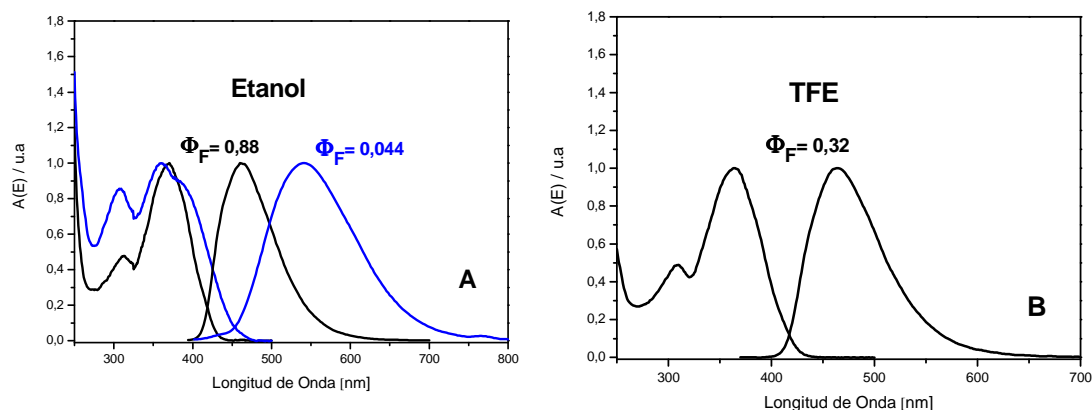 1,8
1,6
1,4
1,2
1,0
0,8
0,6
0,4
0,2
0,0
A(E) / u.a
Etanol
ΦF= 0,88
ΦF= 0,044
A
300 400 500 600 700 800
Longitud de Onda [nm]
1,8
1,6
1,4
1,2
1,0
0,8
0,6
0,4
0,2
0,0
A(E) / u.a
TFE
ΦF= 0,32
B
300 400 500 600 700
Longitud de Onda [nm]